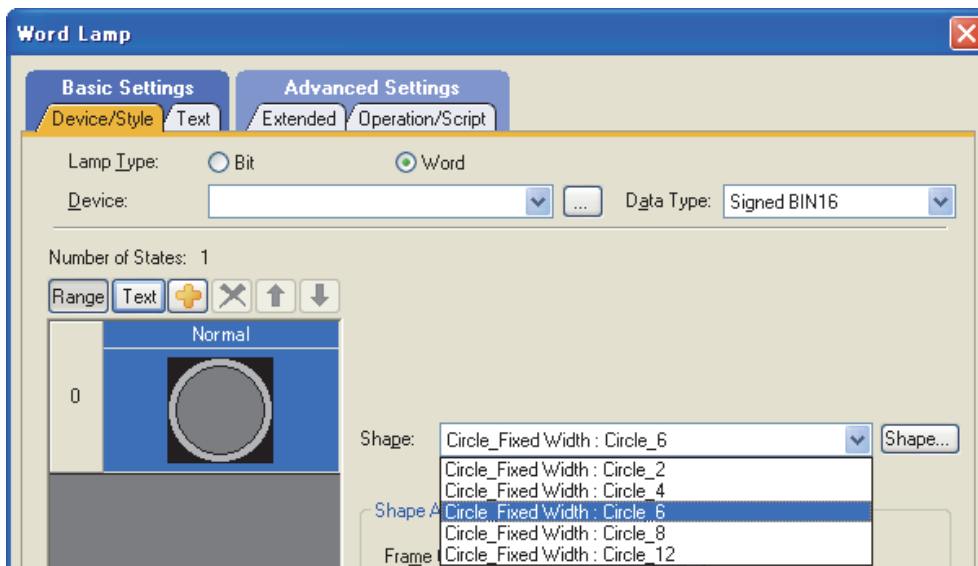 Word Lamp
Basic Settings Advanced Settings
Device/Style Text Extended Operation/Script
Lamp Type: Bit Word
Device: ... Data Type: Signed BIN16
Number of States: 1
Range Text
Normal
0
Shape: Circle_Fixed Width : Circle_6 Shape...
Circle_Fixed Width : Circle_2
Circle_Fixed Width : Circle_4
Shape A Circle_Fixed Width : Circle_6
Circle_Fixed Width : Circle_8
Frame Circle_Fixed Width : Circle_12